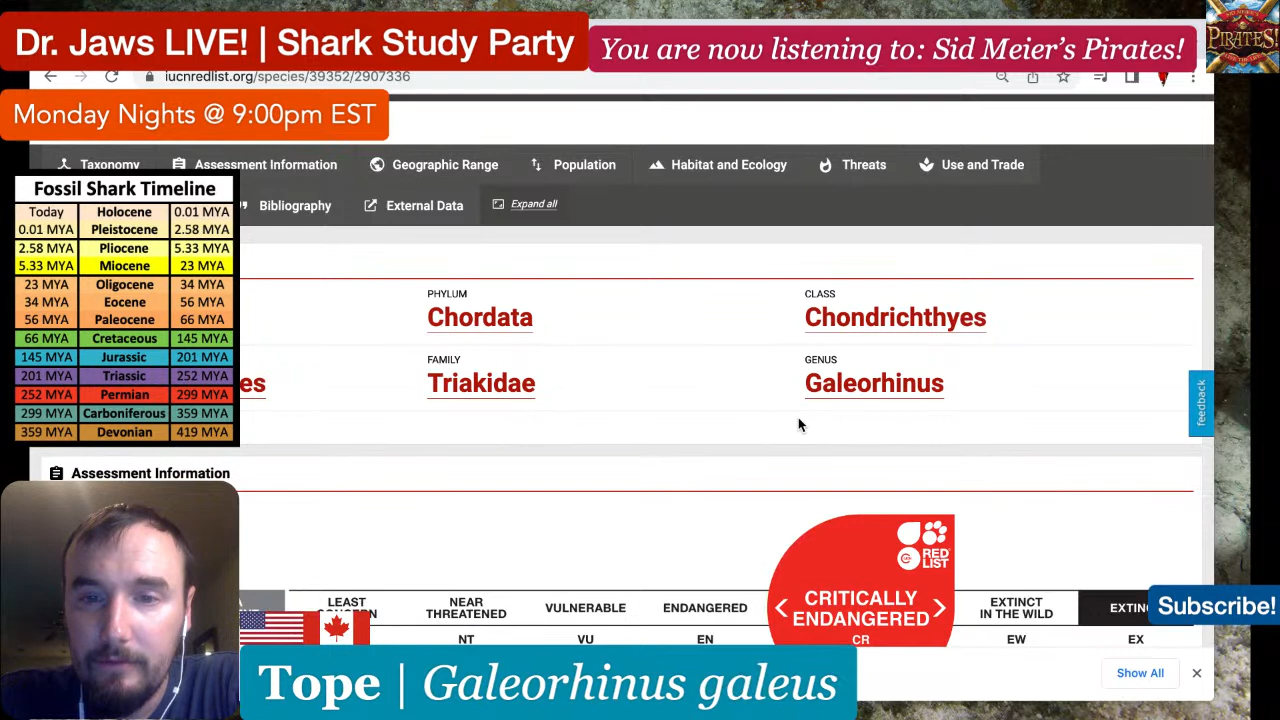 Dr. Jaws LIVE! | Shark Study Party
You are now listening to: Sid Meier's Pirates!
PIRATES!
iucnredlist.org/species/39352/2907336
Monday Nights @ 9:00pm EST
Taxonomy Assessment Information Geographic Range Population Habitat and Ecology Threats Use and Trade
Bibliography External Data Expand all
Fossil Shark Timeline
Today Holocene 0.01 MYA
0.01 MYA Pleistocene 2.58 MYA
2.58 MYA Pliocene 5.33 MYA
5.33 MYA Miocene 23 MYA
23 MYA Oligocene 34 MYA
34 MYA Eocene 56 MYA
56 MYA Paleocene 66 MYA
66 MYA Cretaceous 145 MYA
145 MYA Jurassic 201 MYA
201 MYA Triassic 252 MYA
252 MYA Permian 299 MYA
299 MYA Carboniferous 359 MYA
359 MYA Devonian 419 MYA
PHYLUM CLASS
Chordata Chondrichthyes
FAMILY GENUS
es Triakidae Galeorhinus
feedback
Assessment Information
RED
LIST
LEAST
NEAR
THREATENED
VULNERABLE
ENDANGERED
< CRITICALLY
ENDANGERED >
EXTINCT
IN THE WILD
EXTINC
NT VU EN CR EW EX
Subscribe!
Tope | Galeorhinus galeus
Show All